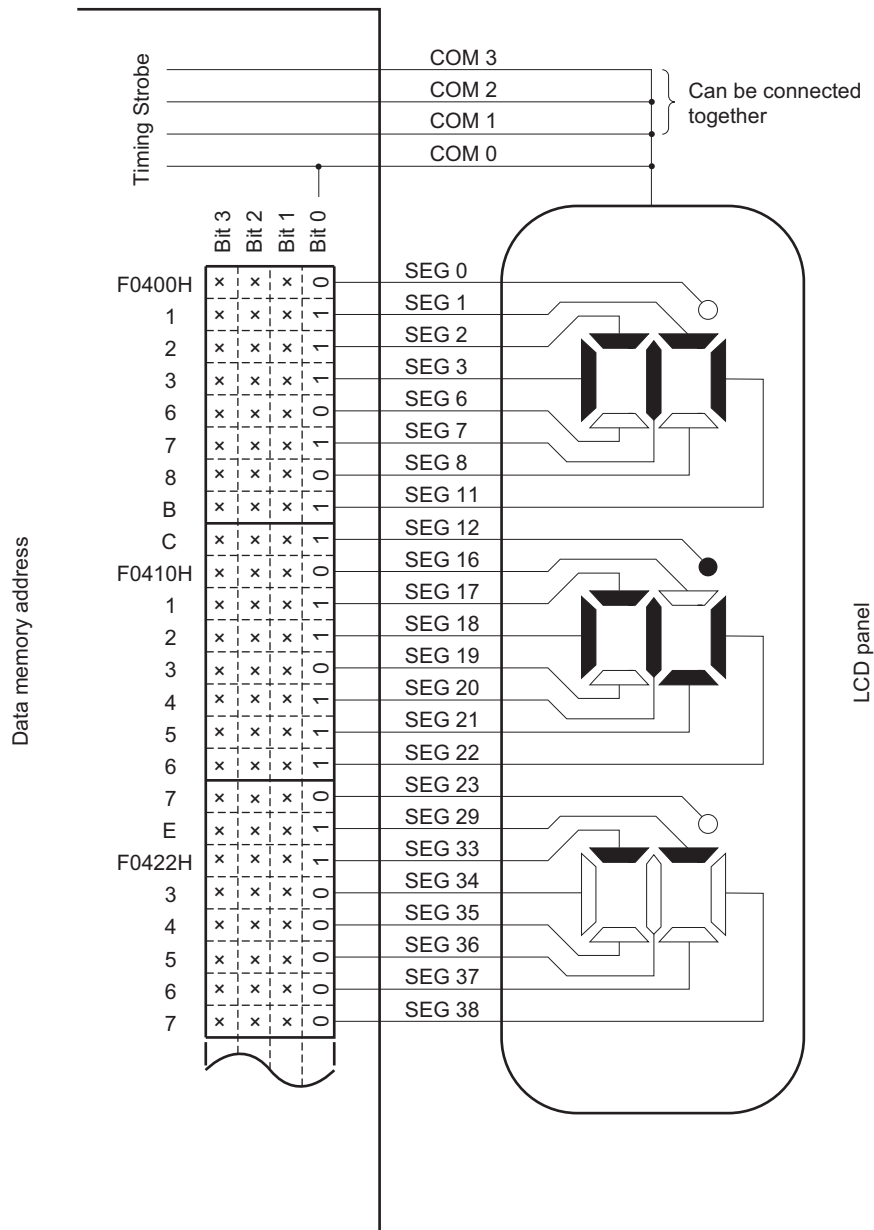 Timing Strobe
COM 3
COM 2
COM 1
COM 0
Can be connected
together
Bit 3
Bit 2
Bit 1
Bit 0
Data memory address
F0400H × × × 0 SEG 0
1 × × × 1 SEG 1
2 × × × 1 SEG 2
3 × × × 1 SEG 3
6 × × × 0 SEG 6
7 × × × 1 SEG 7
8 × × × 0 SEG 8
B × × × 1 SEG 11
C × × × 1 SEG 12
F0410H × × × 0 SEG 16
1 × × × 1 SEG 17
2 × × × 1 SEG 18
3 × × × 0 SEG 19
4 × × × 1 SEG 20
5 × × × 1 SEG 21
6 × × × 1 SEG 22
7 × × × 0 SEG 23
E × × × 1 SEG 29
F0422H × × × 1 SEG 33
3 × × × 0 SEG 34
4 × × × 0 SEG 35
5 × × × 0 SEG 36
6 × × × 0 SEG 37
7 × × × 0 SEG 38
LCD panel